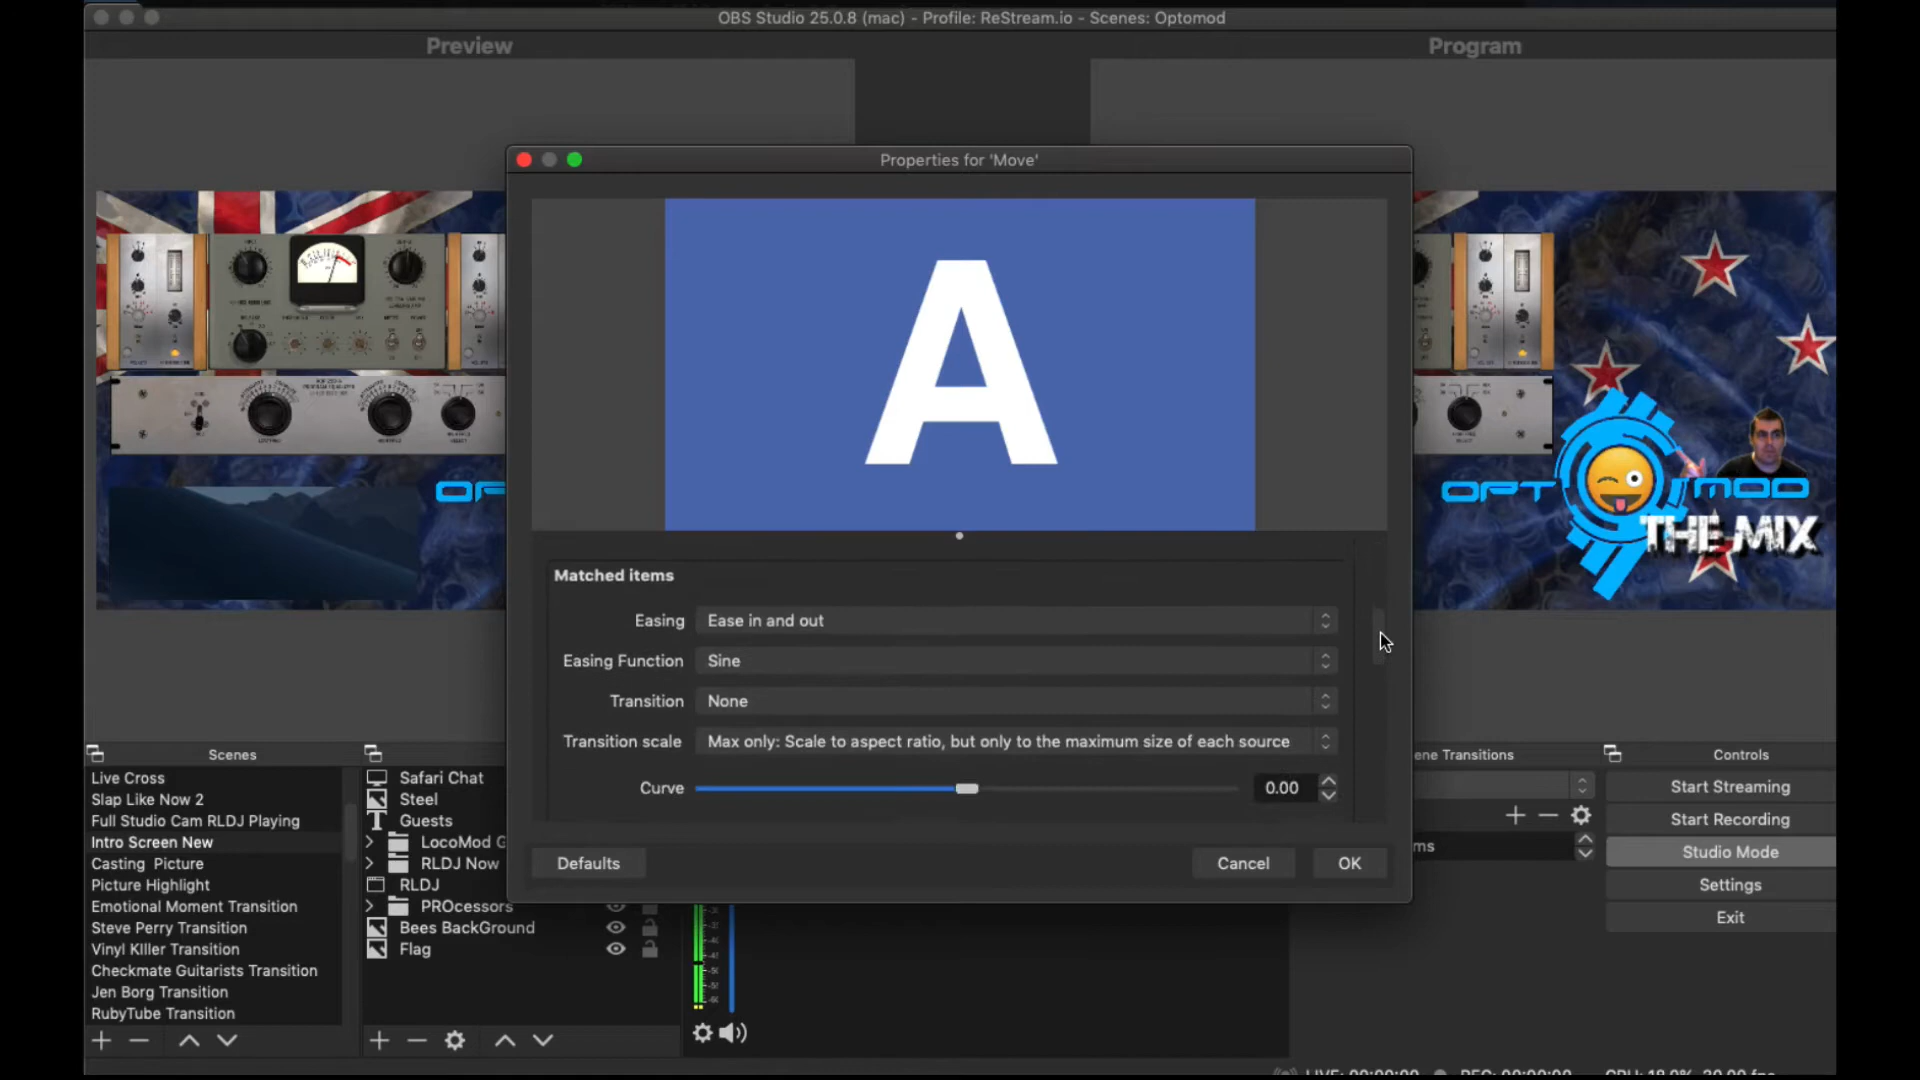 OBS Studio 25.0.8 (mac) - Profile: ReStream.io - Scenes: Optomod
Preview
Program
Properties for 'Move'
A
OPT MOD
THE MIX
Matched items
Easing Ease in and out
Easing Function Sine
Transition None
Transition scale Max only: Scale to aspect ratio, but only to the maximum size of each source
Curve 0.00
Defaults
Cancel
OK
Scenes
Live Cross
Slap Like Now 2
Full Studio Cam RLDJ Playing
Intro Screen New
Casting Picture
Picture Highlight
Emotional Moment Transition
Steve Perry Transition
Vinyl KIller Transition
Checkmate Guitarists Transition
Jen Borg Transition
RubyTube Transition
Safari Chat
Steel
Guests
LocoMod G
RLDJ Now
RLDJ
PROcessors
Bees BackGround
Flag
ene Transitions
ms
Controls
Start Streaming
Start Recording
Studio Mode
Settings
Exit